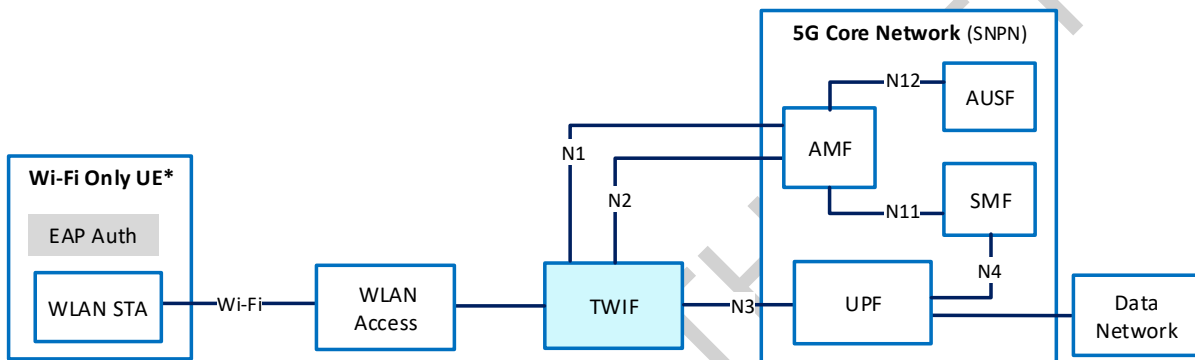 5G Core Network (SNPN)
N12
AUSF
AMF
N1
Wi-Fi Only UE*
N2
SMF
N11
EAP Auth
N4
WLAN STA
Wi-Fi
WLAN
Access
TWIF
N3
UPF
Data
Network